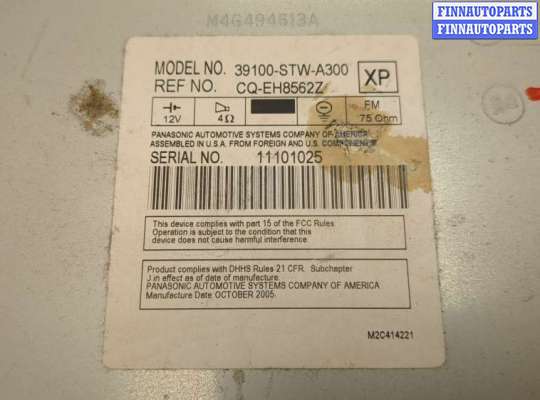 FINNAUTOPARTS
FINNAUTOPARTS
M4G494613A
MODEL NO. 39100-STW-A300
XP
REF NO. CQ-EH8562Z
12V
4Ω
FM
75 Ohm
PANASONIC AUTOMOTIVE SYSTEMS COMPANY OF AMERICA
ASSEMBLED IN U.S.A. FROM FOREIGN AND U.S. COMPONENTS
SERIAL NO. 11101025
This device complies with part 15 of the FCC Rules
Operation is subject to the condition that this
device does not cause harmful interference.
Product complies with DHHS Rules 21 CFR. Subchapter
J in effect as of date of manufacture.
PANASONIC AUTOMOTIVE SYSTEMS COMPANY OF AMERICA
Manufacture Date OCTOBER 2005.
M2C414221